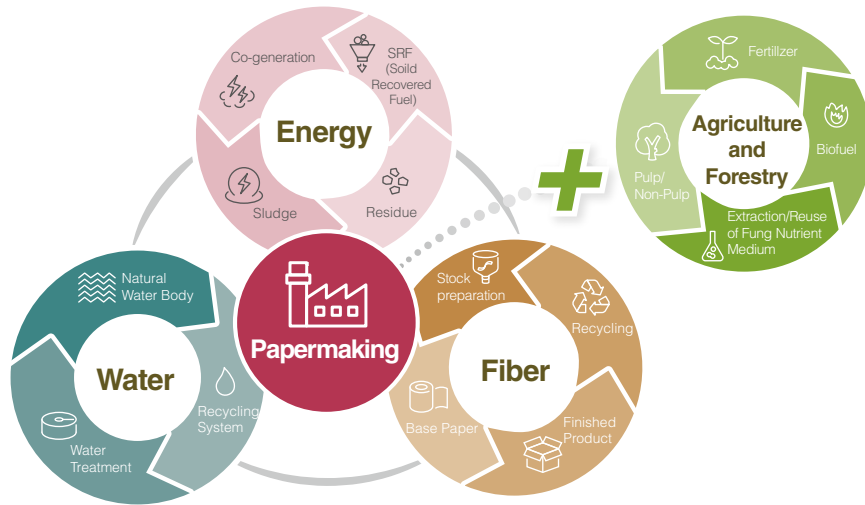 Co-generation
SRF
(Soild
Recovered
Fuel)
Energy
Sludge
Residue
Fertillzer
Agriculture
and
Forestry
Biofuel
Pulp/
Non-Pulp
Extraction/Reuse
of Fung Nutrient
Medium
Natural
Water Body
Water
Recycling
System
Water
Treatment
Papermaking
Stock
preparation
Recycling
Fiber
Base Paper
Finished
Product